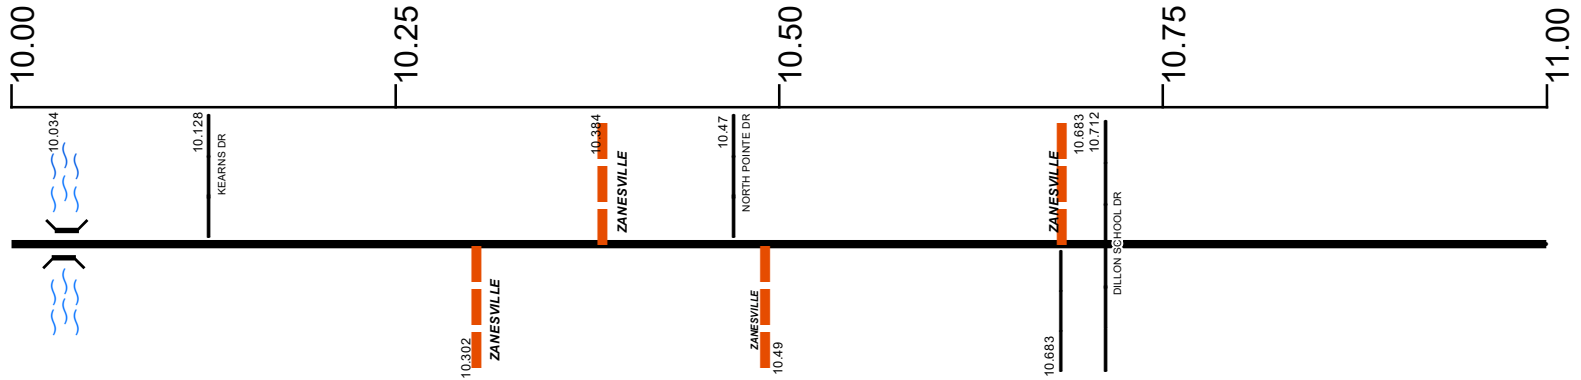 10.00
10.25
10.50
10.75
11.00
10.034
10.128
KEARNS DR
10.384
ZANESVILLE
10.47
NORTH POINTE DR
ZANESVILLE
10.683
10.712
DILLON SCHOOL DR
10.302
ZANESVILLE
ZANESVILLE
10.49
10.683